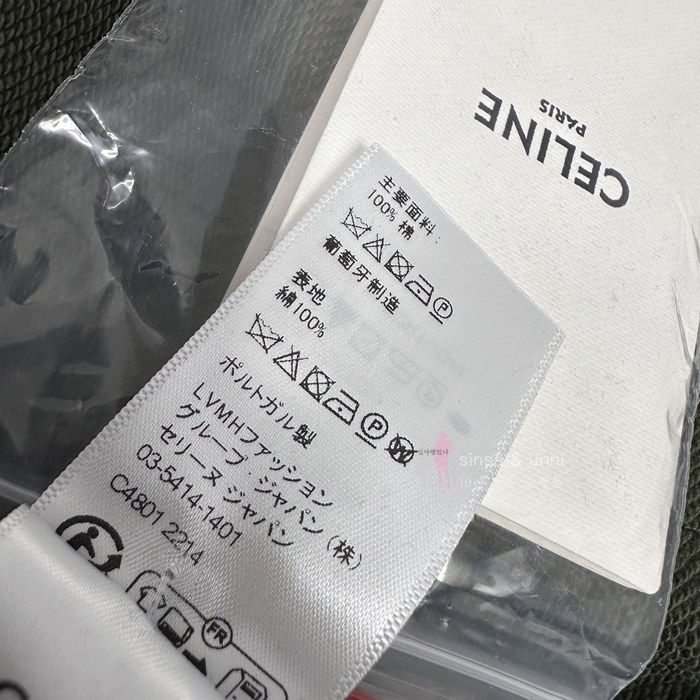 CELINE
PARIS
主要面料:
100% 棉
P
葡萄牙制造
表地
綿100%
P W
ポルトガル製
LVMHファッション
グループ・ジャパン(株)
セリーヌ ジャパン
03-5414-1401
C4801 2214
FR